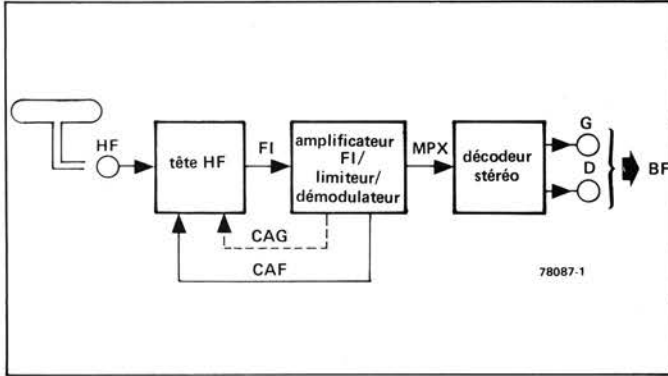 HF
tête HF
FI
amplificateur
FI/
limiteur/
démodulateur
MPX
décodeur
stéréo
G
D
BF
CAG
CAF
78087-1